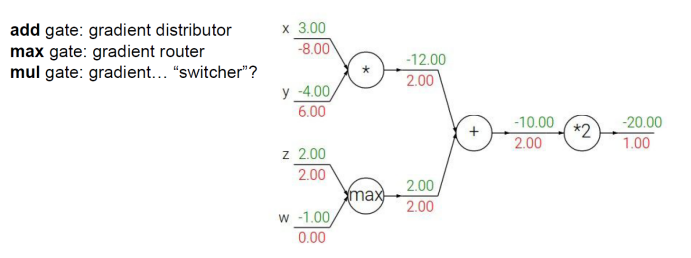 add gate: gradient distributor
max gate: gradient router
mul gate: gradient... “switcher”?
x 3.00
-8.00
*
-12.00
2.00
y -4.00
6.00
+
-10.00
2.00
*2
-20.00
1.00
z 2.00
2.00
max
2.00
2.00
w -1.00
0.00